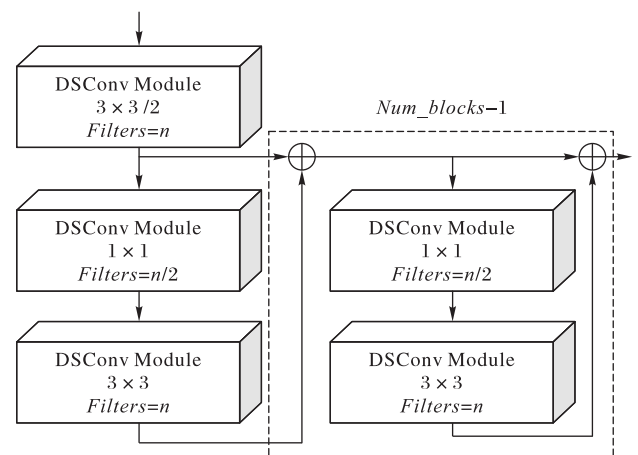 DSConv Module
3 × 3 /2
Filters=n
Num_blocks−1
DSConv Module
1 × 1
Filters=n/2
DSConv Module
3 × 3
Filters=n
DSConv Module
1 × 1
Filters=n/2
DSConv Module
3 × 3
Filters=n